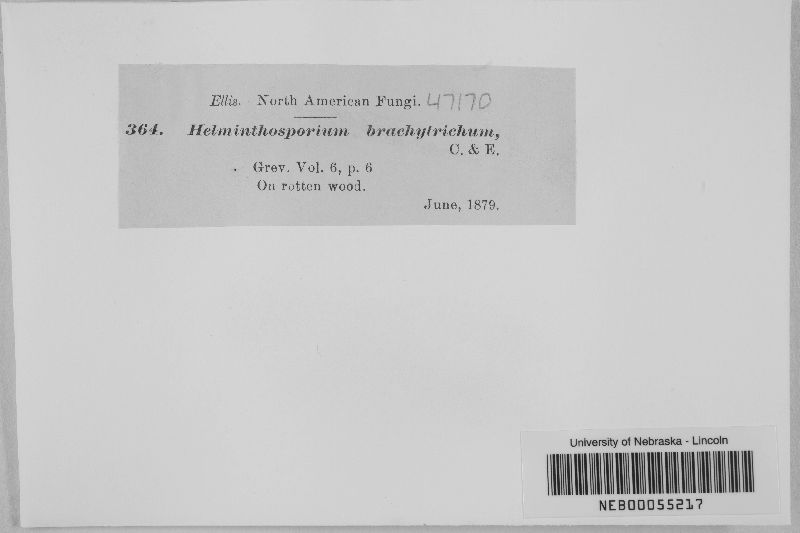 Ellis. North American Fungi. 47170
364. Helminthosporium brachytrichum,
C. & E.
Grev. Vol. 6, p. 6
On rotten wood.
June, 1879.
University of Nebraska - Lincoln
NEB00055217